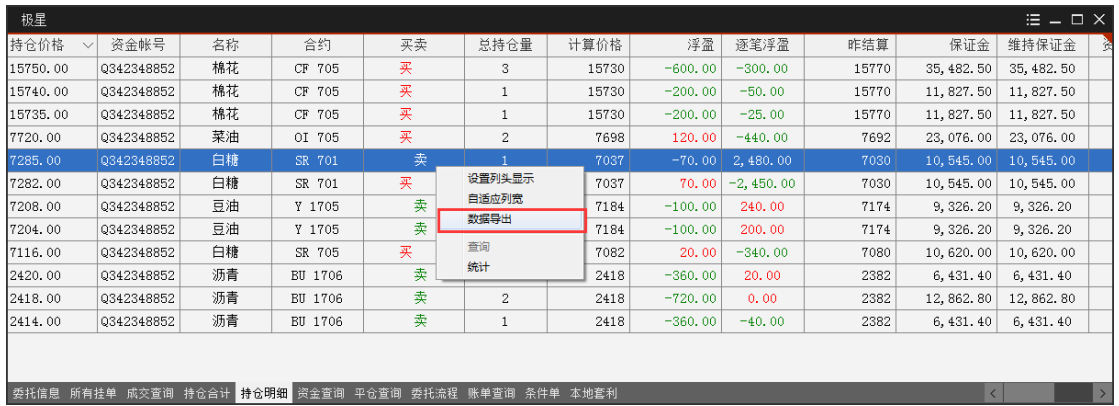 极星
持仓价格 资金帐号 名称 合约 买卖 总持仓量 计算价格 浮盈 逐笔浮盈 昨结算 保证金 维持保证金
15750.00 Q342348852 棉花 CF 705 买 3 15730 -600.00 -300.00 15770 35,482.50 35,482.50
15740.00 Q342348852 棉花 CF 705 买 1 15730 -200.00 -50.00 15770 11,827.50 11,827.50
15735.00 Q342348852 棉花 CF 705 买 1 15730 -200.00 -25.00 15770 11,827.50 11,827.50
7720.00 Q342348852 菜油 OI 705 买 2 7698 120.00 -440.00 7692 23,076.00 23,076.00
7285.00 Q342348852 白糖 SR 701 卖 1 7037 -70.00 2,480.00 7030 10,545.00 10,545.00
7282.00 Q342348852 白糖 SR 701 买 7037 70.00 -2,450.00 7030 10,545.00 10,545.00
7208.00 Q342348852 豆油 Y 1705 卖 7184 -100.00 240.00 7174 9,326.20 9,326.20
7204.00 Q342348852 豆油 Y 1705 卖 7184 -100.00 200.00 7174 9,326.20 9,326.20
7116.00 Q342348852 白糖 SR 705 买 7082 20.00 -340.00 7080 10,620.00 10,620.00
2420.00 Q342348852 沥青 BU 1706 卖 2418 -360.00 20.00 2382 6,431.40 6,431.40
2418.00 Q342348852 沥青 BU 1706 卖 2 2418 -720.00 0.00 2382 12,862.80 12,862.80
2414.00 Q342348852 沥青 BU 1706 卖 1 2418 -360.00 -40.00 2382 6,431.40 6,431.40
设置列头显示
自适应列宽
数据导出
查询
统计
委托信息 所有挂单 成交查询 持仓合计 持仓明细 资金查询 平仓查询 委托流程 账单查询 条件单 本地套利